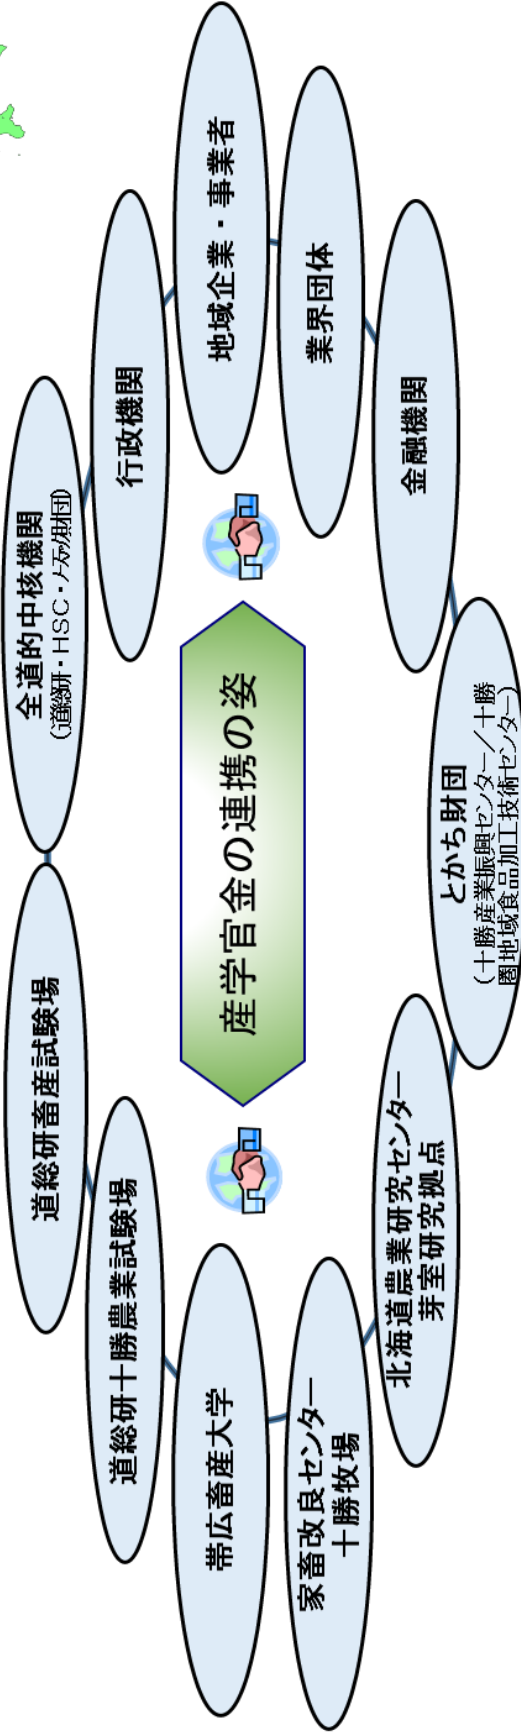 道総研畜産試験場
全道的中核機関
(道総研・HSC・ﾉｰｽﾃｯｸ財団)
道総研十勝農業試験場
行政機関
帯広畜産大学
産学官金の連携の姿
地域企業・事業者
家畜改良センター
十勝牧場
業界団体
北海道農業研究センター
芽室研究拠点
金融機関
とかち財団
(十勝産業振興センター／十勝
圏地域食品加工技術センター)